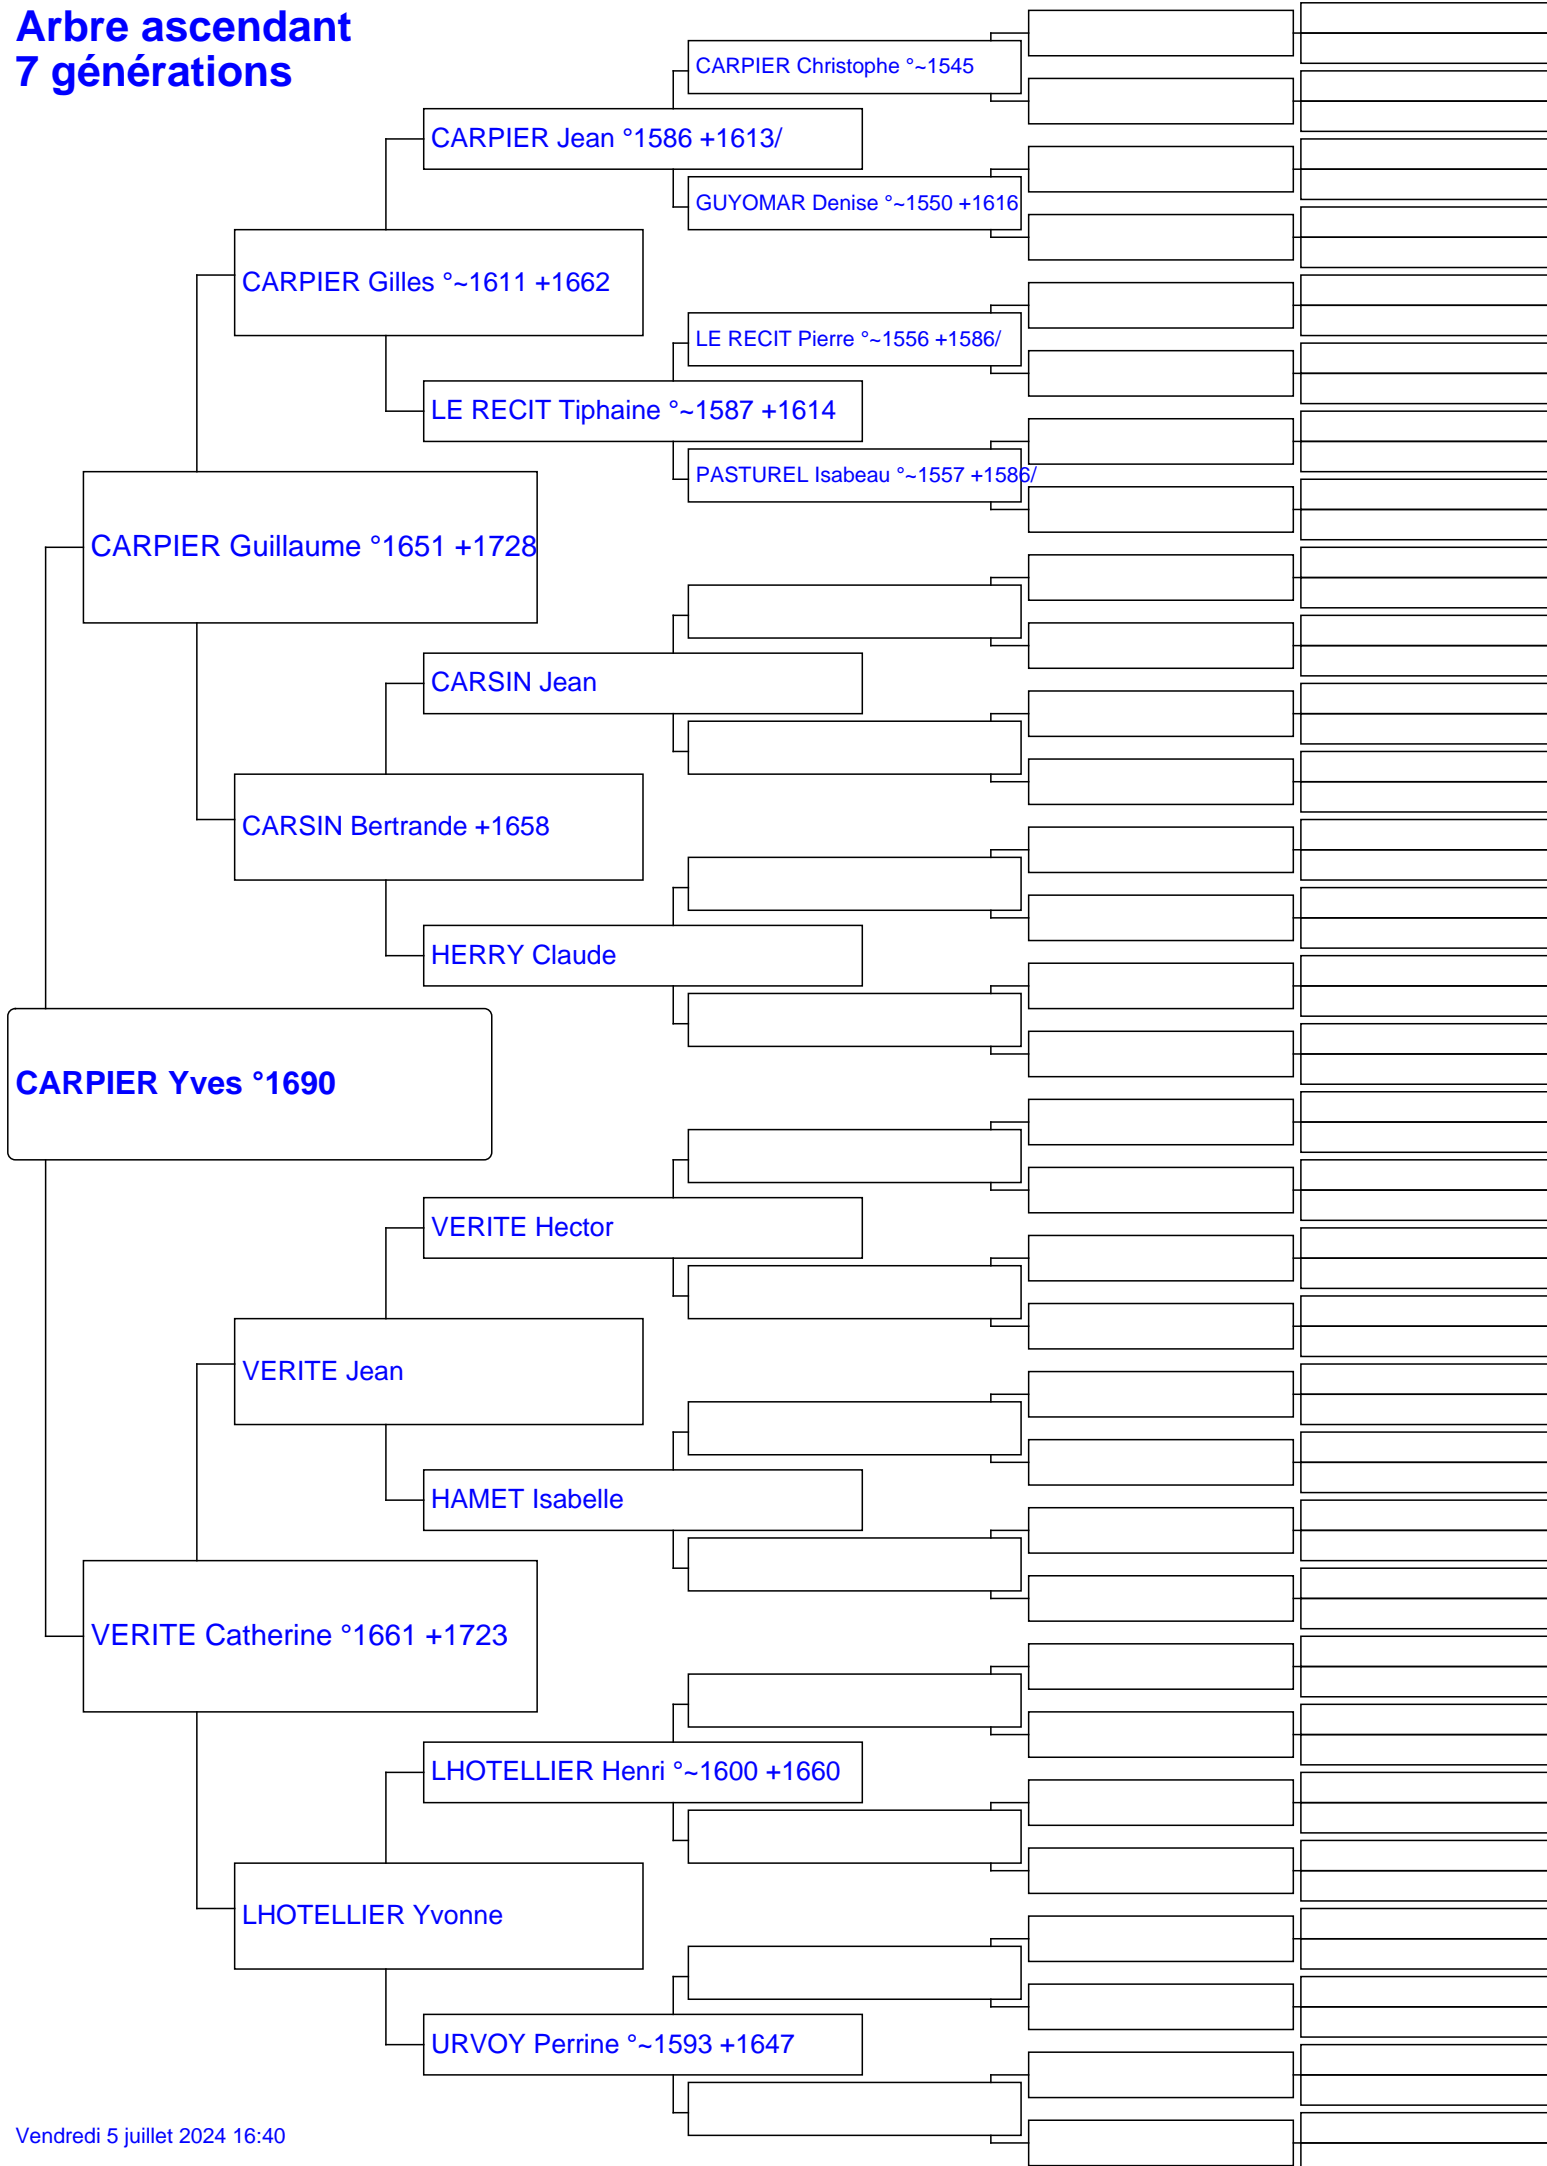 Arbre ascendant
7 générations
CARPIER Christophe °~1545
CARPIER Jean °1586 +1613/
GUYOMAR Denise °~1550 +1616
CARPIER Gilles °~1611 +1662
LE RECIT Pierre °~1556 +1586/
LE RECIT Tiphaine °~1587 +1614
PASTUREL Isabeau °~1557 +1586/
CARPIER Guillaume °1651 +1728
CARSIN Jean
CARSIN Bertrande +1658
HERRY Claude
CARPIER Yves °1690
VERITE Hector
VERITE Jean
HAMET Isabelle
VERITE Catherine °1661 +1723
LHOTELLIER Henri °~1600 +1660
LHOTELLIER Yvonne
URVOY Perrine °~1593 +1647
Vendredi 5 juillet 2024 16:40